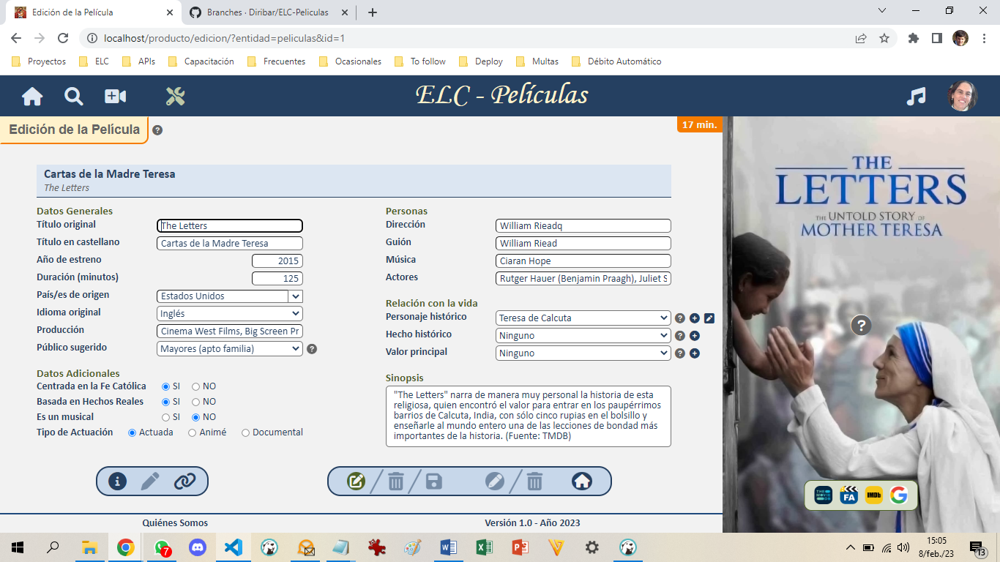 Edición de la Película
Branches · Diribar/ELC-Peliculas
localhost/producto/edicion/?entidad=peliculas&id=1
Proyectos
ELC
APIs
Capacitación
Frecuentes
Ocasionales
To follow
Deploy
Multas
Débito Automático
ELC - Películas
Edición de la Película
17 min.
Cartas de la Madre Teresa
The Letters
Datos Generales
Título original
The Letters
Título en castellano
Cartas de la Madre Teresa
Año de estreno
2015
Duración (minutos)
125
País/es de origen
Estados Unidos
Idioma original
Inglés
Producción
Cinema West Films, Big Screen Pr
Público sugerido
Mayores (apto familia)
Datos Adicionales
Centrada en la Fe Católica
SI
NO
Basada en Hechos Reales
SI
NO
Es un musical
SI
NO
Tipo de Actuación
Actuada
Animé
Documental
Personas
Dirección
William Rieadq
Guión
William Riead
Música
Ciaran Hope
Actores
Rutger Hauer (Benjamin Praagh), Juliet S
Relación con la vida
Personaje histórico
Teresa de Calcuta
Hecho histórico
Ninguno
Valor principal
Ninguno
Sinopsis
"The Letters" narra de manera muy personal la historia de esta
religiosa, quien encontró el valor para entrar en los paupérrimos
barrios de Calcuta, India, con sólo cinco rupias en el bolsillo y
enseñarle al mundo entero una de las lecciones de bondad más
importantes de la historia. (Fuente: TMDB)
THE
LETTERS
THE UNTOLD STORY OF
MOTHER TERESA
THE
MOVIE
DB
FA
IMDb
G
Quiénes Somos
Versión 1.0 - Año 2023
7
15:05
8/feb./23
13